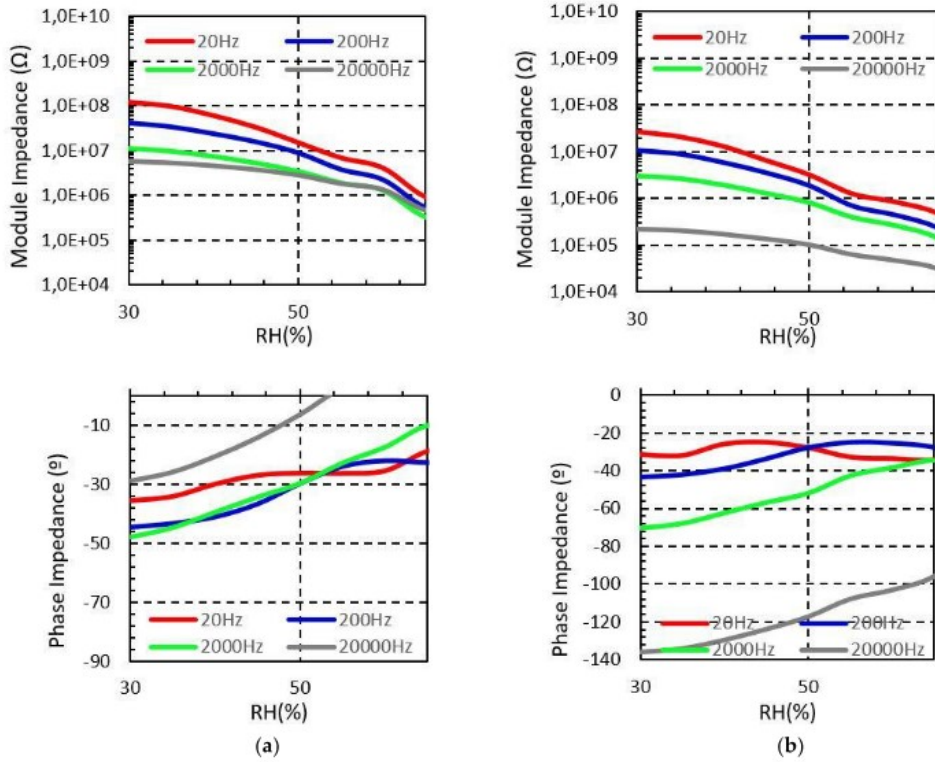 1,0E+10
1,0E+09
1,0E+08
1,0E+07
1,0E+06
1,0E+05
1,0E+04
Module Impedance (Ω)
20Hz 200Hz
2000Hz 20000Hz
30 50
RH(%)
1,0E+10
1,0E+09
1,0E+08
1,0E+07
1,0E+06
1,0E+05
1,0E+04
Module Impedance (Ω)
20Hz 200Hz
2000Hz 20000Hz
30 50
RH(%)
-10
-30
-50
-70
-90
Phase Impedance (º)
20Hz 200Hz
2000Hz 20000Hz
30 50
RH(%)
(a)
0
-20
-40
-60
-80
-100
-120
-140
Phase Impedance (º)
20Hz 200Hz
2000Hz 20000Hz
30 50
RH(%)
(b)